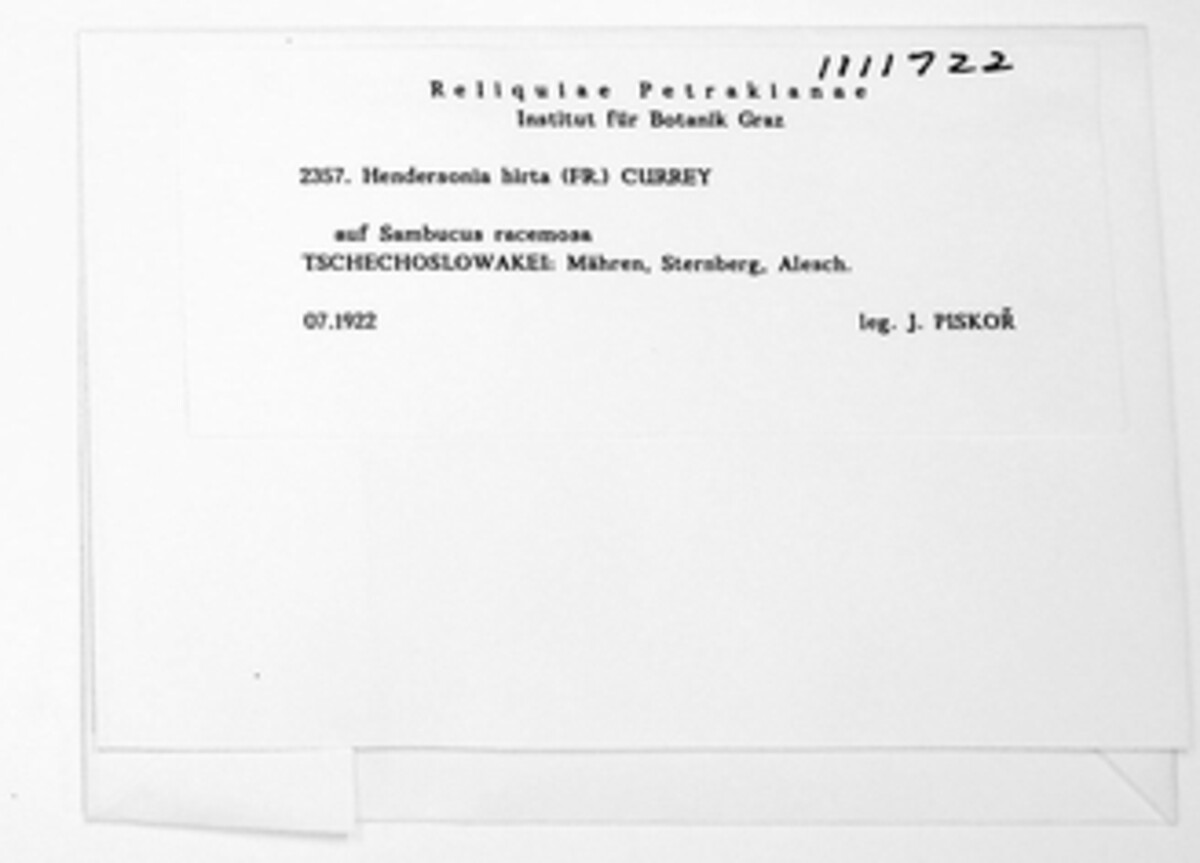 1111722
Reliquiae Petrakianae
Institut für Botanik Graz
2357. Hendersonia hirta (FR.) CURREY
auf Sambucus racemosa
TSCHECHOSLOWAKEI: Mähren, Sternberg, Alesch.
07.1922
leg. J. PISKOŘ